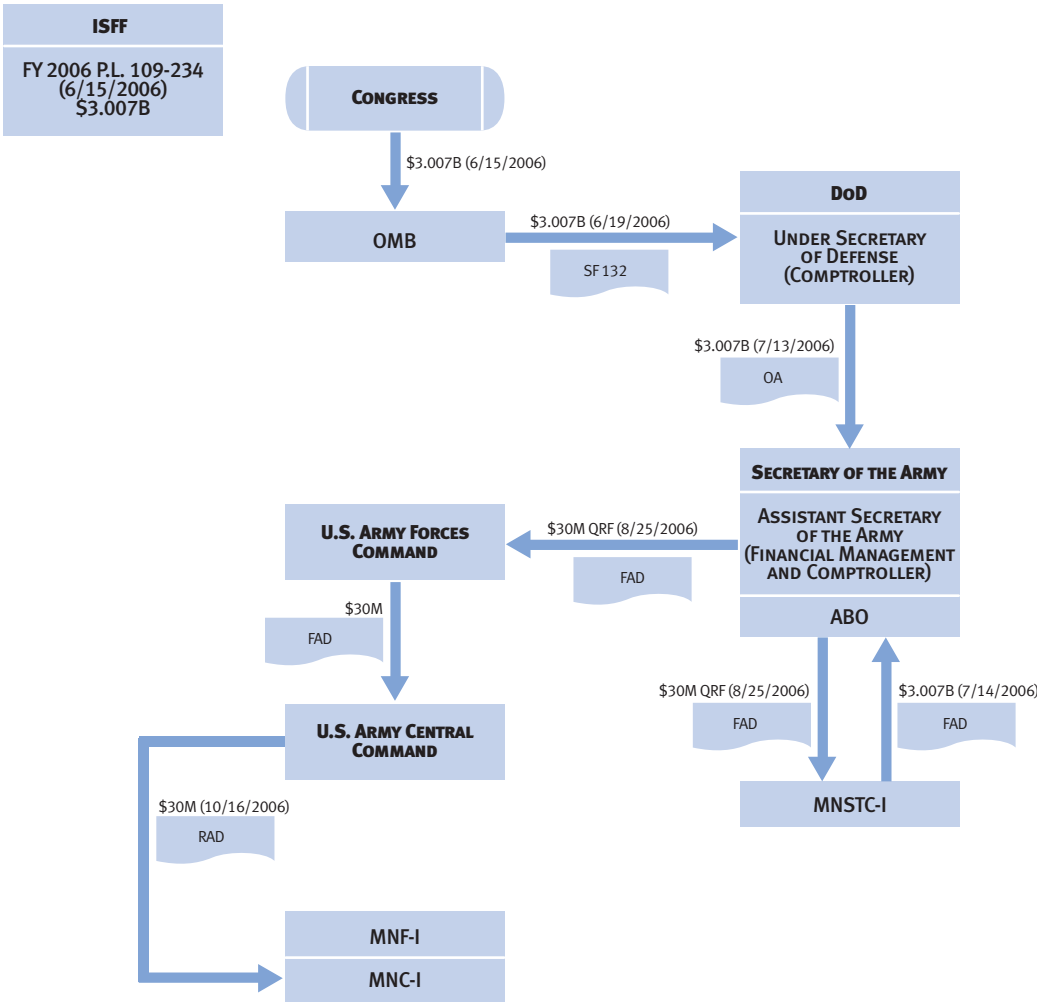 ISFF
FY 2006 P.L. 109-234
(6/15/2006)
$3.007B
CONGRESS
$3.007B (6/15/2006)
OMB
$3.007B (6/19/2006)
SF 132
DOD
UNDER SECRETARY
OF DEFENSE
(COMPTROLLER)
$3.007B (7/13/2006)
OA
SECRETARY OF THE ARMY
ASSISTANT SECRETARY
OF THE ARMY
(FINANCIAL MANAGEMENT
AND COMPTROLLER)
ABO
$30M QRF (8/25/2006)
FAD
U.S. ARMY FORCES
COMMAND
$30M
FAD
U.S. ARMY CENTRAL
COMMAND
$30M QRF (8/25/2006)
FAD
$3.007B (7/14/2006)
FAD
MNSTC-I
$30M (10/16/2006)
RAD
MNF-I
MNC-I